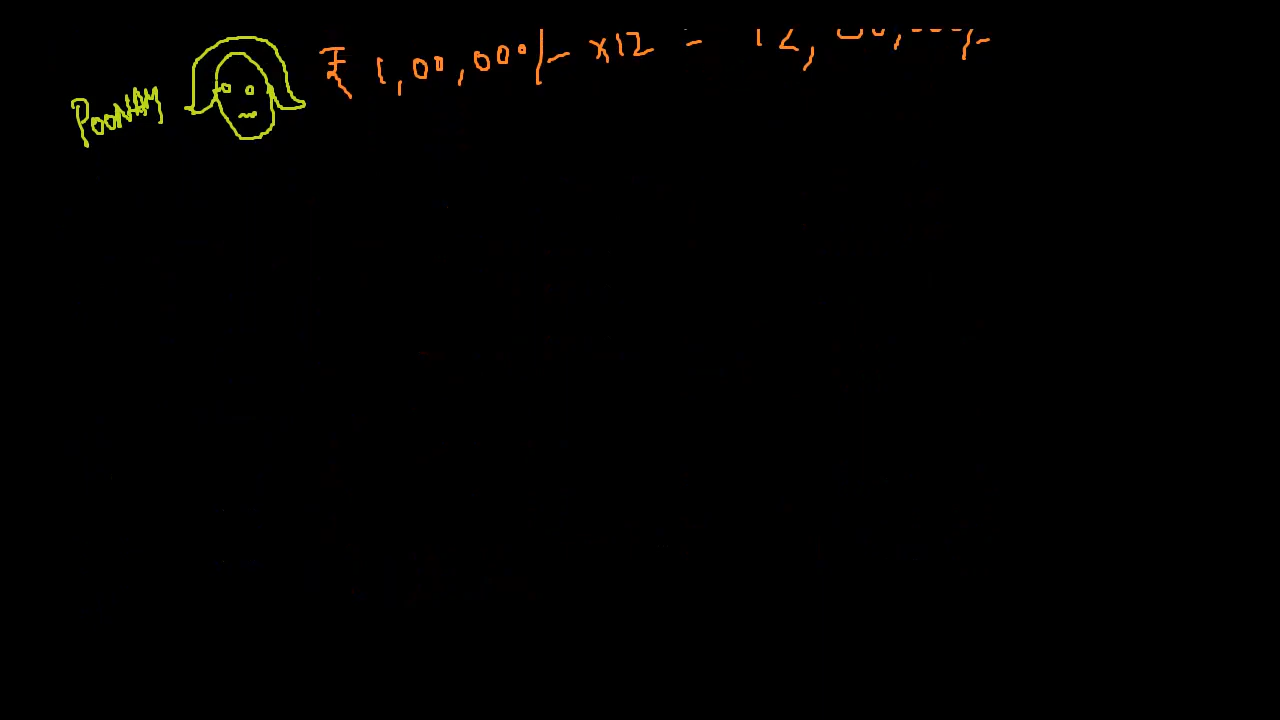 POONAM
₹ 1,00,000/- x12 = 12,00,000/-